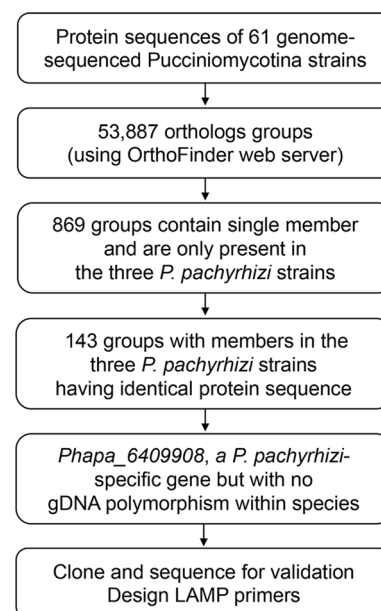 Protein sequences of 61 genome-
sequenced Pucciniomycotina strains
53,887 orthologs groups
(using OrthoFinder web server)
869 groups contain single member
and are only present in
the three P. pachyrhizi strains
143 groups with members in the
three P. pachyrhizi strains
having identical protein sequence
Phapa_6409908, a P. pachyrhizi-
specific gene but with no
gDNA polymorphism within species
Clone and sequence for validation
Design LAMP primers